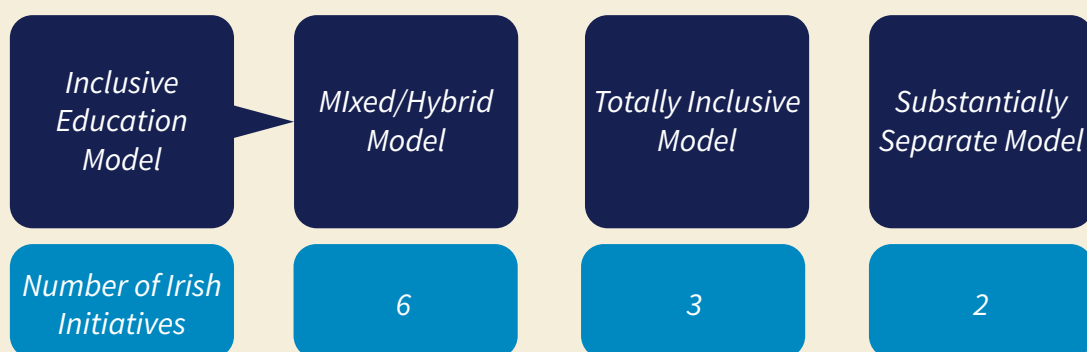 Inclusive
Education
Model
MIxed/Hybrid
Model
Totally Inclusive
Model
Substantially
Separate Model
Number of Irish
Initiatives
6
3
2